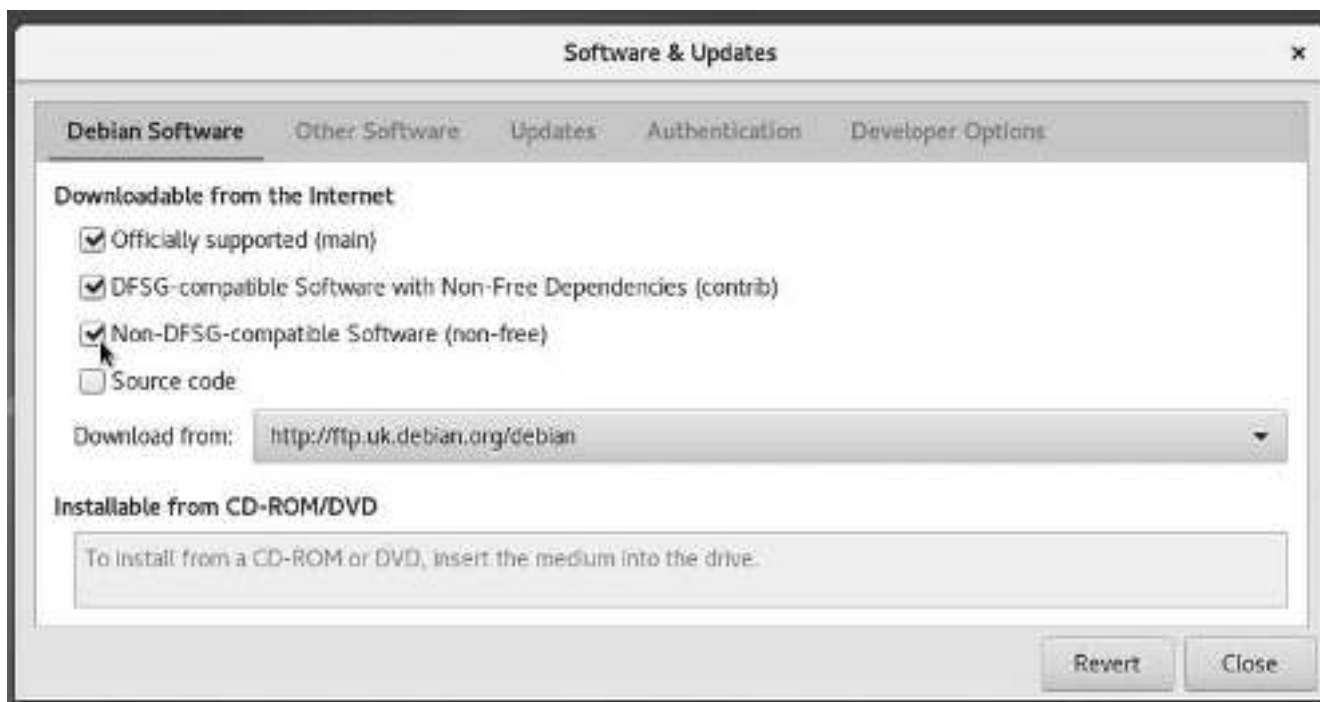 Software & Updates
Debian Software Other Software Updates Authentication Developer Options
Downloadable from the Internet
Officially supported (main)
DFSG-compatible Software with Non-Free Dependencies (contrib)
Non-DFSG-compatible Software (non-free)
Source code
Download from: http://ftp.uk.debian.org/debian
Installable from CD-ROM/DVD
To install from a CD-ROM or DVD, insert the medium into the drive.
Revert Close